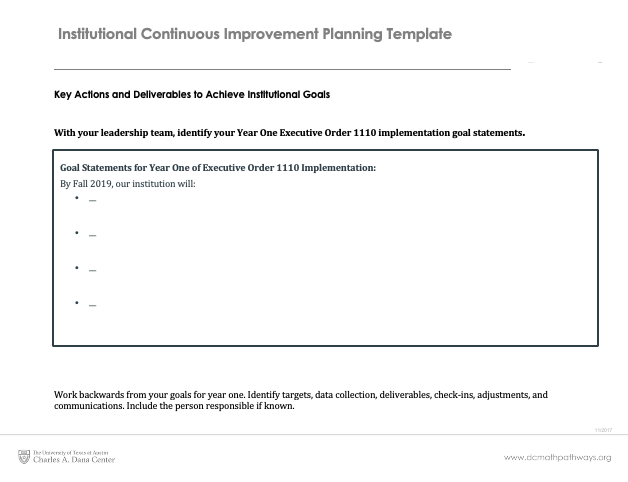 Institutional Continuous Improvement Planning Template
Key Actions and Deliverables to Achieve Institutional Goals
With your leadership team, identify your Year One Executive Order 1110 implementation goal statements.
Goal Statements for Year One of Executive Order 1110 Implementation:
By Fall 2019, our institution will:
• __
• __
• __
• __
Work backwards from your goals for year one. Identify targets, data collection, deliverables, check-ins, adjustments, and
communications. Include the person responsible if known.
The University of Texas at Austin
Charles A. Dana Center
www.dcmathpathways.org